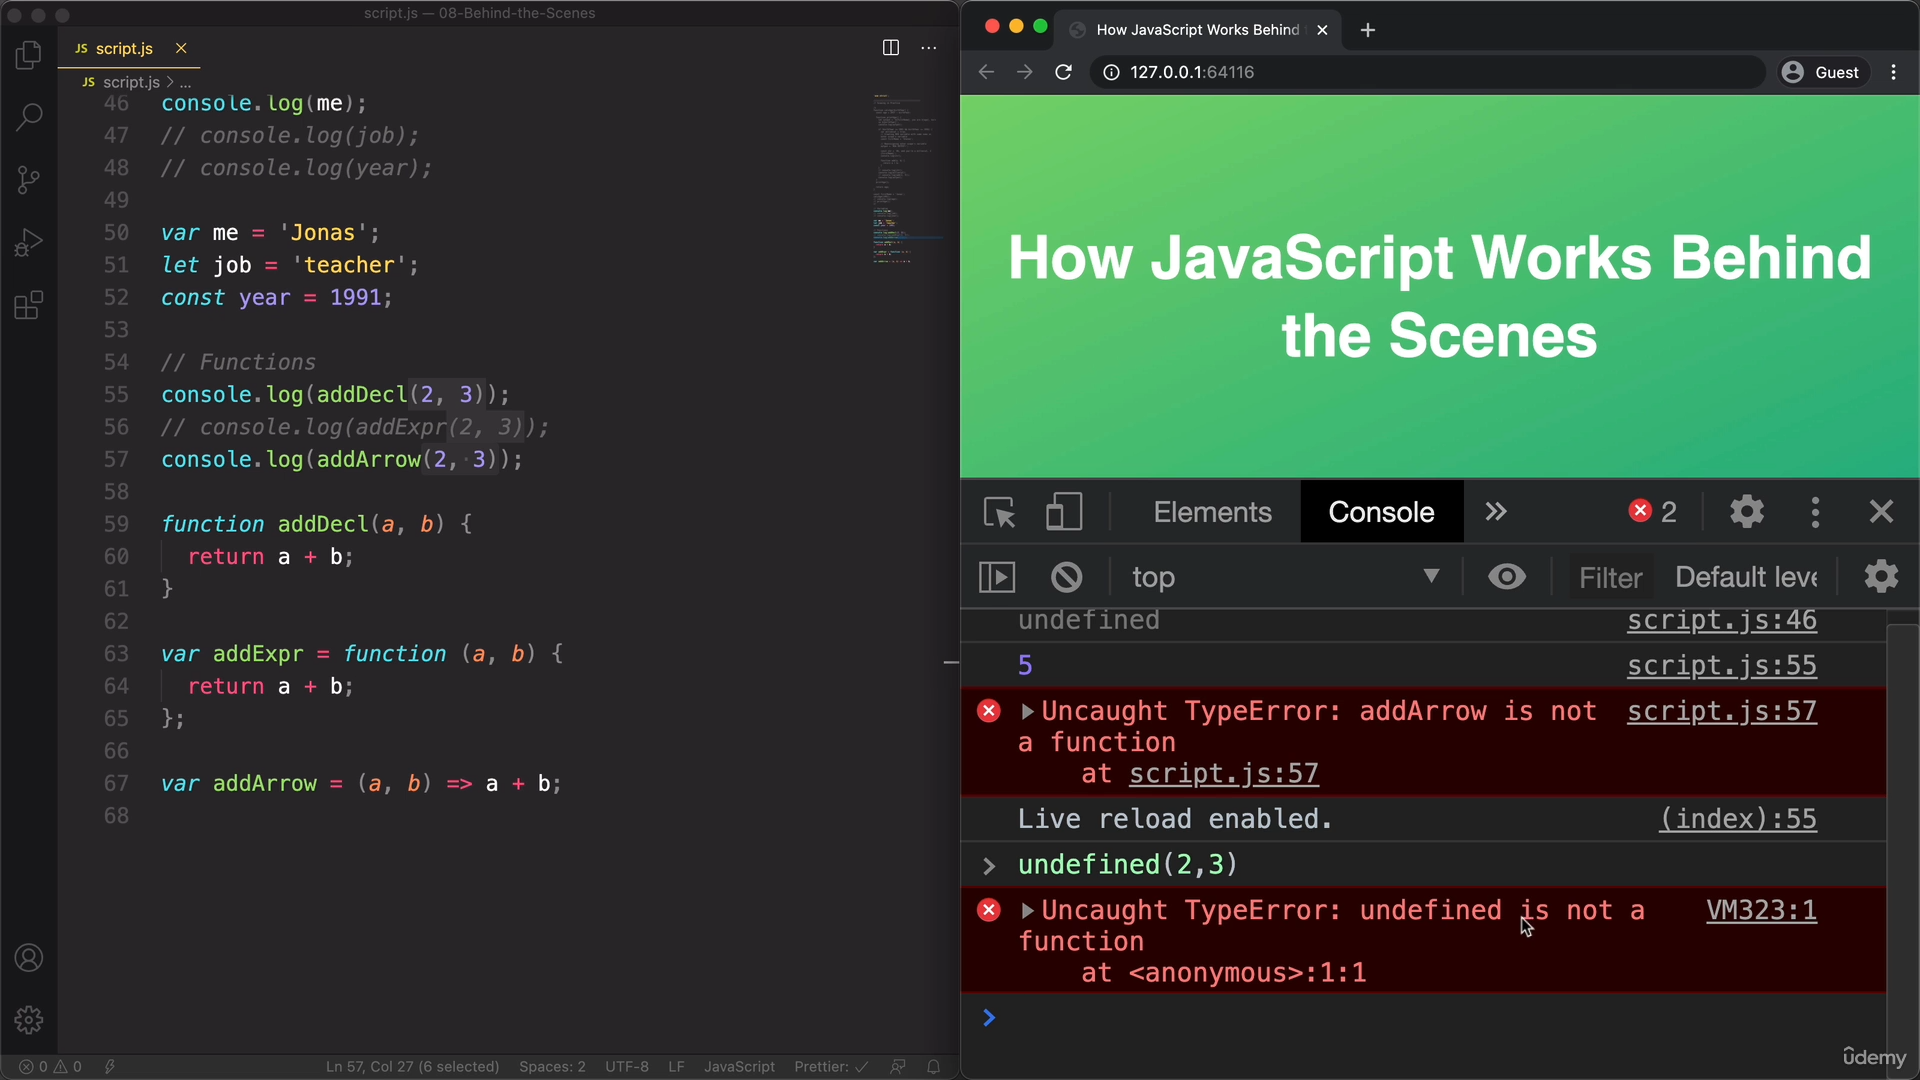 script.js — 08-Behind-the-Scenes
JS script.js
JS script.js > ...
46 console.log(me);
47 // console.log(job);
48 // console.log(year);
49
50 var me = 'Jonas';
51 let job = 'teacher';
52 const year = 1991;
53
54 // Functions
55 console.log(addDecl(2, 3));
56 // console.log(addExpr(2, 3));
57 console.log(addArrow(2, 3));
58
59 function addDecl(a, b) {
60 return a + b;
61 }
62
63 var addExpr = function (a, b) {
64 return a + b;
65 };
66
67 var addArrow = (a, b) => a + b;
68
0 0
Ln 57, Col 27 (6 selected) Spaces: 2 UTF-8 LF JavaScript Prettier: ✓
How JavaScript Works Behind
127.0.0.1:64116
Guest
How JavaScript Works Behind
the Scenes
Elements Console » 2
top Filter Default leve
undefined script.js:46
5 script.js:55
Uncaught TypeError: addArrow is not script.js:57
a function
at script.js:57
Live reload enabled. (index):55
> undefined(2,3)
Uncaught TypeError: undefined is not a VM323:1
function
at <anonymous>:1:1
>
ûdemy